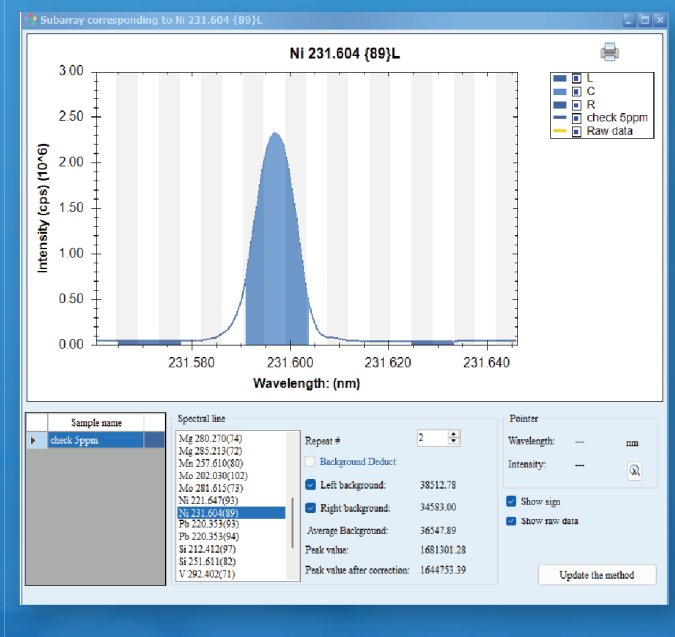 Subarray corresponding to Ni 231.604 {89}L
Ni 231.604 {89}L
3.00
2.50
2.00
1.50
1.00
0.50
0.00
Intensity (cps) (10^6)
231.580 231.600 231.620 231.640
Wavelength: (nm)
L
C
R
check 5ppm
Raw data
Sample name
check 5ppm
Spectral line
Mg 280.270(74)
Mg 285.213(72)
Mn 257.610(80)
Mo 202.030(102)
Mo 281.615(73)
Ni 221.647(93)
Ni 231.604(89)
Pb 220.353(93)
Pb 220.353(94)
Si 212.412(97)
Si 251.611(82)
V 292.402(71)
Repeat # 2
Background Deduct
Left background: 38512.78
Right background: 34583.00
Average Background: 36547.89
Peak value: 1681301.28
Peak value after correction: 1644753.39
Pointer
Wavelength: --- nm
Intensity: ---
Show sign
Show raw data
Update the method